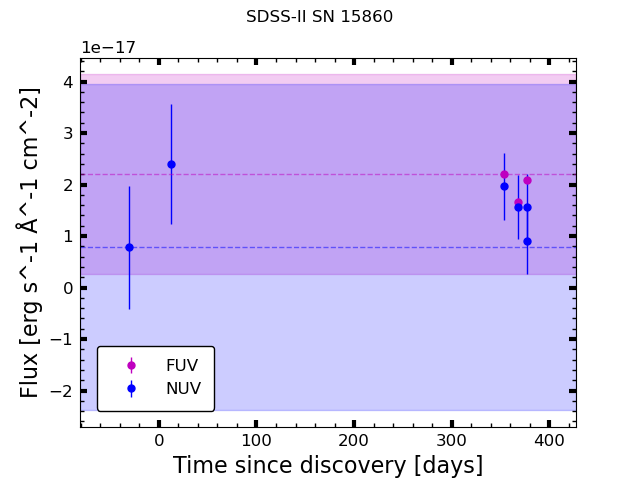 SDSS-II SN 15860
1e−17
4
3
2
1
0
−1
−2
Flux [erg s^-1 Å^-1 cm^-2]
FUV
NUV
0 100 200 300 400
Time since discovery [days]